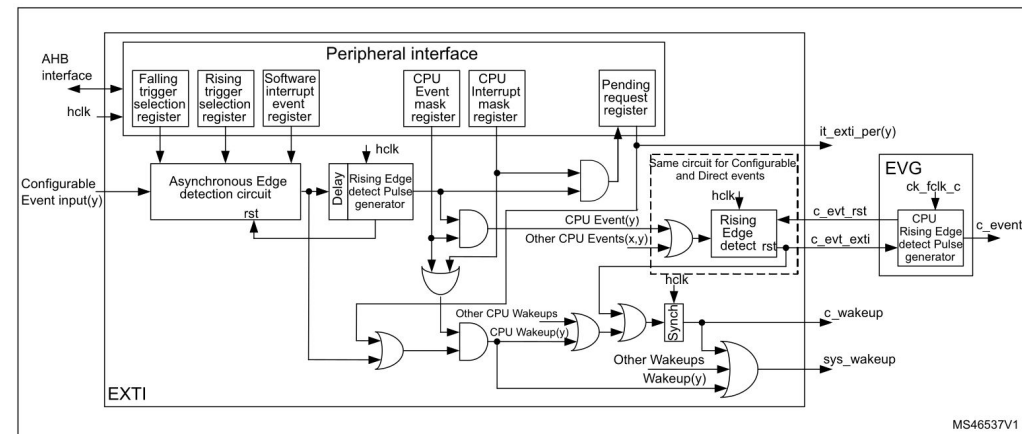 Peripheral interface
AHB
interface
hclk
Falling
trigger
selection
register
Rising
trigger
selection
register
Software
interrupt
event
register
CPU
Event
mask
register
CPU
Interrupt
mask
register
Pending
request
register
it_exti_per(y)
Configurable
Event input(y)
Asynchronous Edge
detection circuit
rst
hclk
Delay
Rising Edge
detect Pulse
generator
Same circuit for Configurable
and Direct events
hclk
Rising
Edge
detect
rst
CPU Event(y)
Other CPU Events(x,y)
c_evt_rst
c_evt_exti
EVG
ck_fclk_c
CPU
Rising Edge
detect Pulse
generator
c_event
hclk
Synch
Other CPU Wakeups
CPU Wakeup(y)
c_wakeup
Other Wakeups
Wakeup(y)
sys_wakeup
EXTI
MS46537V1